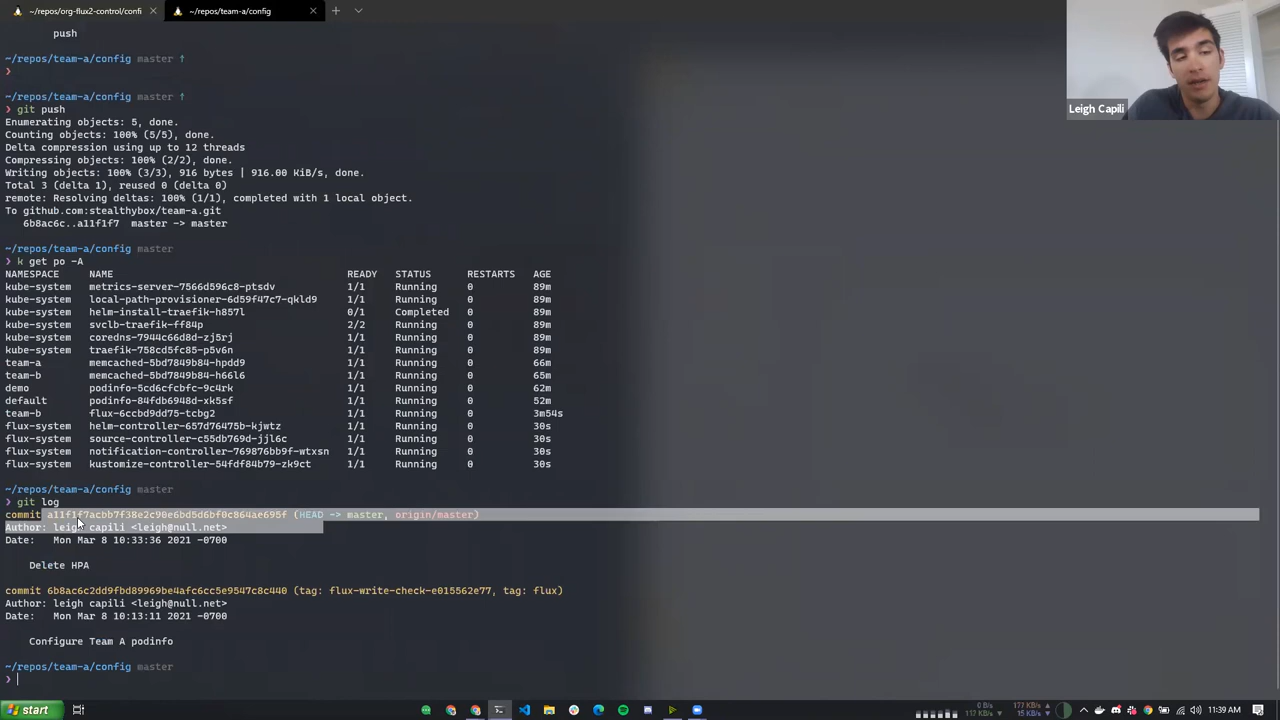 ~/repos/org-flux2-control/confi
~/repos/team-a/config
push
~/repos/team-a/config master ↑
❯
~/repos/team-a/config master ↑
❯ git push
Enumerating objects: 5, done.
Counting objects: 100% (5/5), done.
Delta compression using up to 12 threads
Compressing objects: 100% (2/2), done.
Writing objects: 100% (3/3), 916 bytes | 916.00 KiB/s, done.
Total 3 (delta 1), reused 0 (delta 0)
remote: Resolving deltas: 100% (1/1), completed with 1 local object.
To github.com:stealthybox/team-a.git
6b8ac6c..a11f1f7 master -> master
~/repos/team-a/config master
❯ k get po -A
NAMESPACE NAME READY STATUS RESTARTS AGE
kube-system metrics-server-7566d596c8-ptsdv 1/1 Running 0 89m
kube-system local-path-provisioner-6d59f47c7-qkld9 1/1 Running 0 89m
kube-system helm-install-traefik-h857l 0/1 Completed 0 89m
kube-system svclb-traefik-ff84p 2/2 Running 0 89m
kube-system coredns-7944c66d8d-zj5rj 1/1 Running 0 89m
kube-system traefik-758cd5fc85-p5v6n 1/1 Running 0 89m
team-a memcached-5bd7849b84-hpdd9 1/1 Running 0 66m
team-b memcached-5bd7849b84-h66l6 1/1 Running 0 65m
demo podinfo-5cd6cfcbfc-9c4rk 1/1 Running 0 62m
default podinfo-84fdb6948d-xk5sf 1/1 Running 0 52m
team-b flux-6ccbd9dd75-tcbg2 1/1 Running 0 3m54s
flux-system helm-controller-657d76475b-kjwtz 1/1 Running 0 30s
flux-system source-controller-c55db769d-jjl6c 1/1 Running 0 30s
flux-system notification-controller-769876bb9f-wtxsn 1/1 Running 0 30s
flux-system kustomize-controller-54fdf84b79-zk9ct 1/1 Running 0 30s
~/repos/team-a/config master
❯ git log
commit a11f1f7acbb7f38e2c90e6bd5d6bf0c864ae695f (HEAD -> master, origin/master)
Author: leigh capili <leigh@null.net>
Date: Mon Mar 8 10:33:36 2021 -0700
Delete HPA
commit 6b8ac6c2dd9fbd89969be4afc6cc5e9547c8c440 (tag: flux-write-check-e015562e77, tag: flux)
Author: leigh capili <leigh@null.net>
Date: Mon Mar 8 10:13:11 2021 -0700
Configure Team A podinfo
~/repos/team-a/config master
❯
Leigh Capili
start
0 B/s 177 KB/s
117 KB/s 15 KB/s
11:39 AM